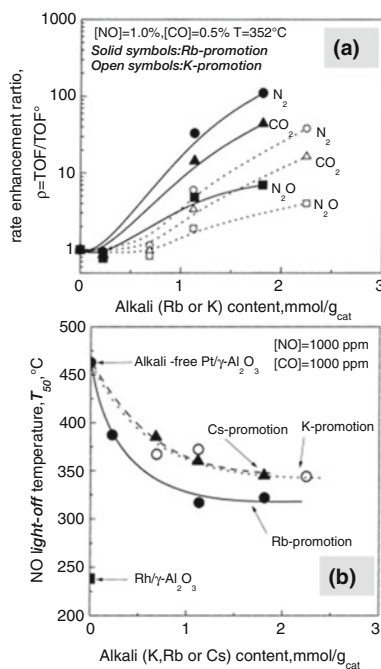 [NO]=1.0%,[CO]=0.5% T=352°C
Solid symbols:Rb-promotion
Open symbols:K-promotion
(a)
rate enhancement rartio,
ρ=TOF/TOF°
1000
100
10
1
N₂
CO₂
N₂
CO₂
N₂O
N₂O
0 1 2 3
Alkali (Rb or K) content,mmol/gcat
NO light-off temperature,T₅₀,°C
500
450
400
350
300
250
200
[NO]=1000 ppm
[CO]=1000 ppm
Alkali -free Pt/γ-Al₂O₃
Cs-promotion
K-promotion
Rb-promotion
Rh/γ-Al₂O₃
(b)
0 1 2 3
Alkali (K,Rb or Cs) content,mmol/gcat